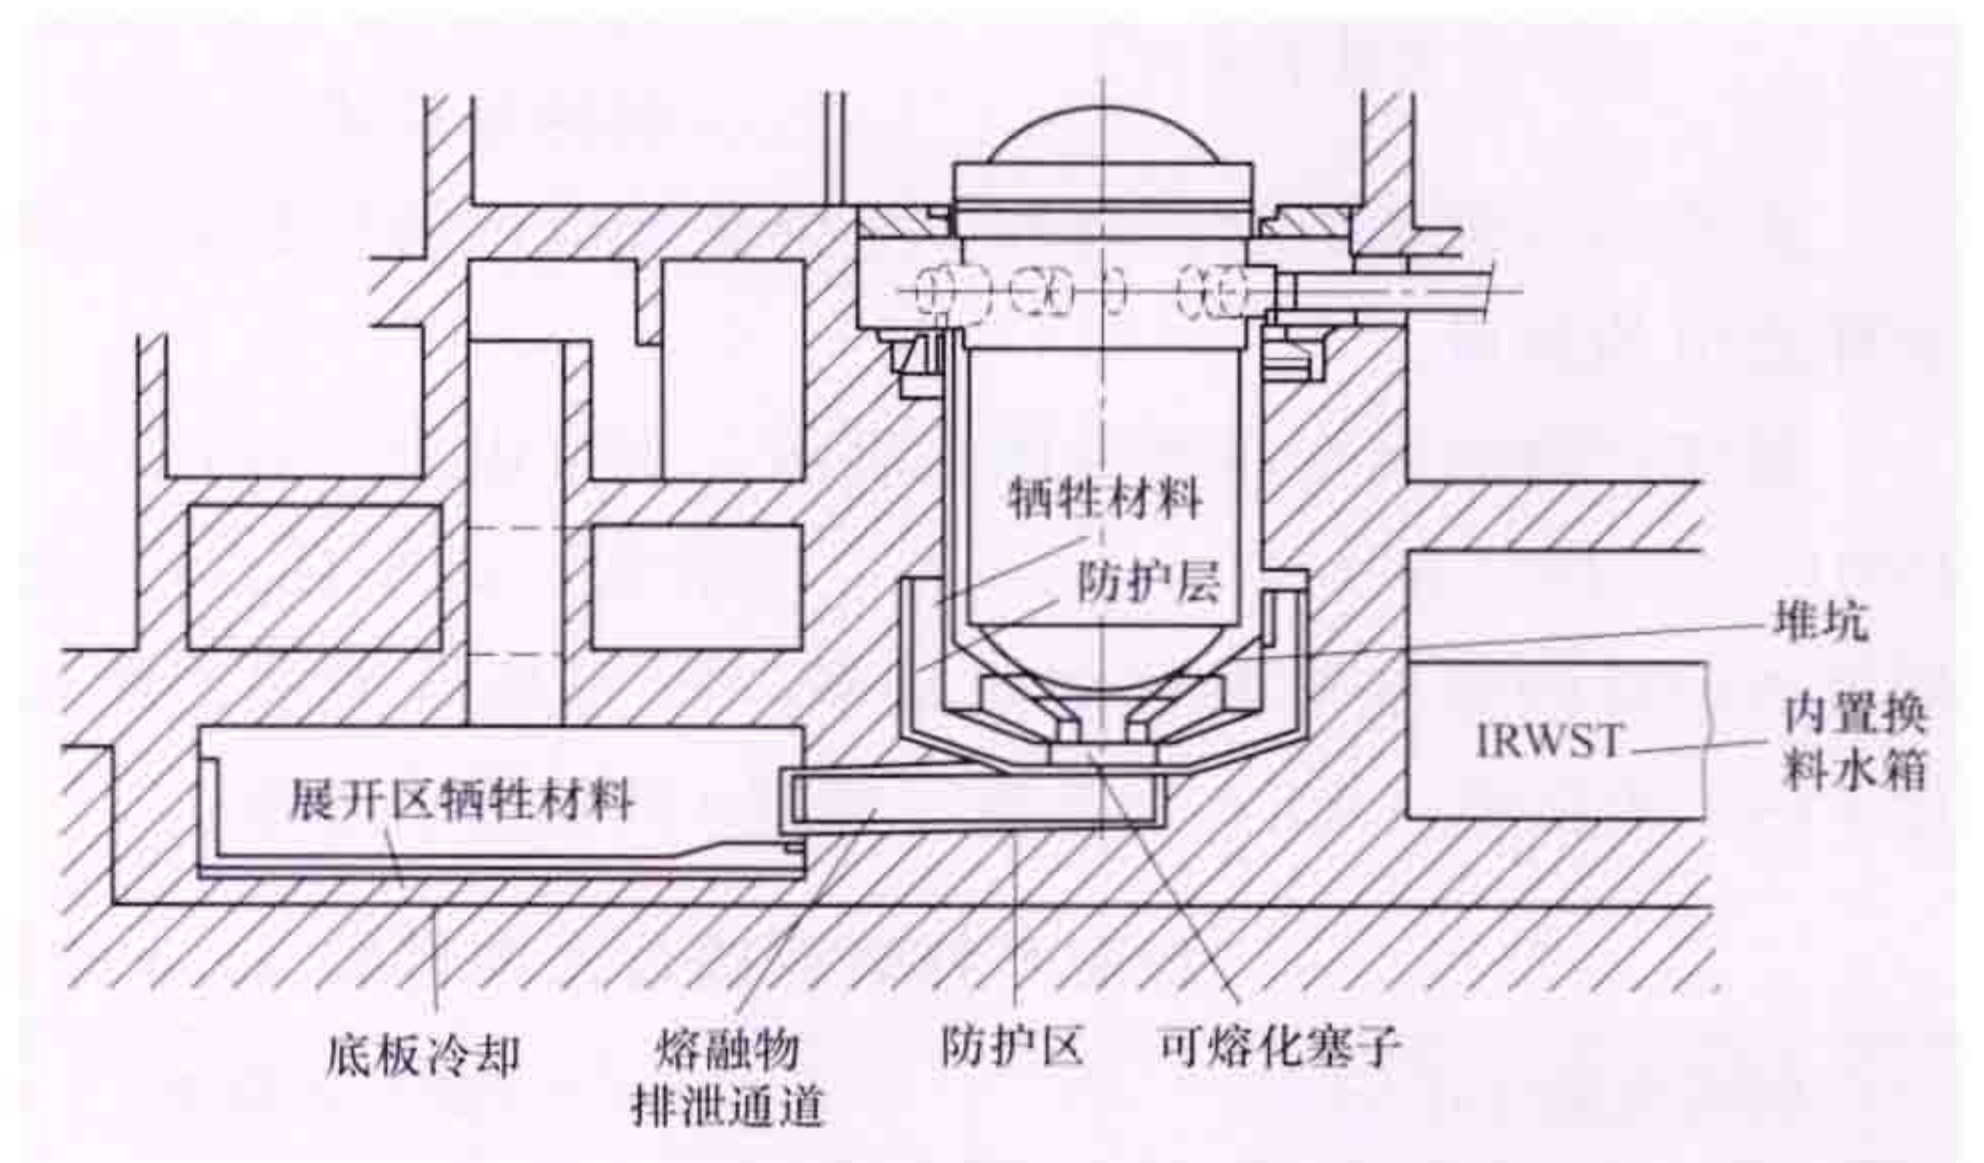 牺牲材料
防护层
堆坑
内置换
料水箱
IRWST
展开区牺牲材料
底板冷却
熔融物
排泄通道
防护区
可熔化塞子